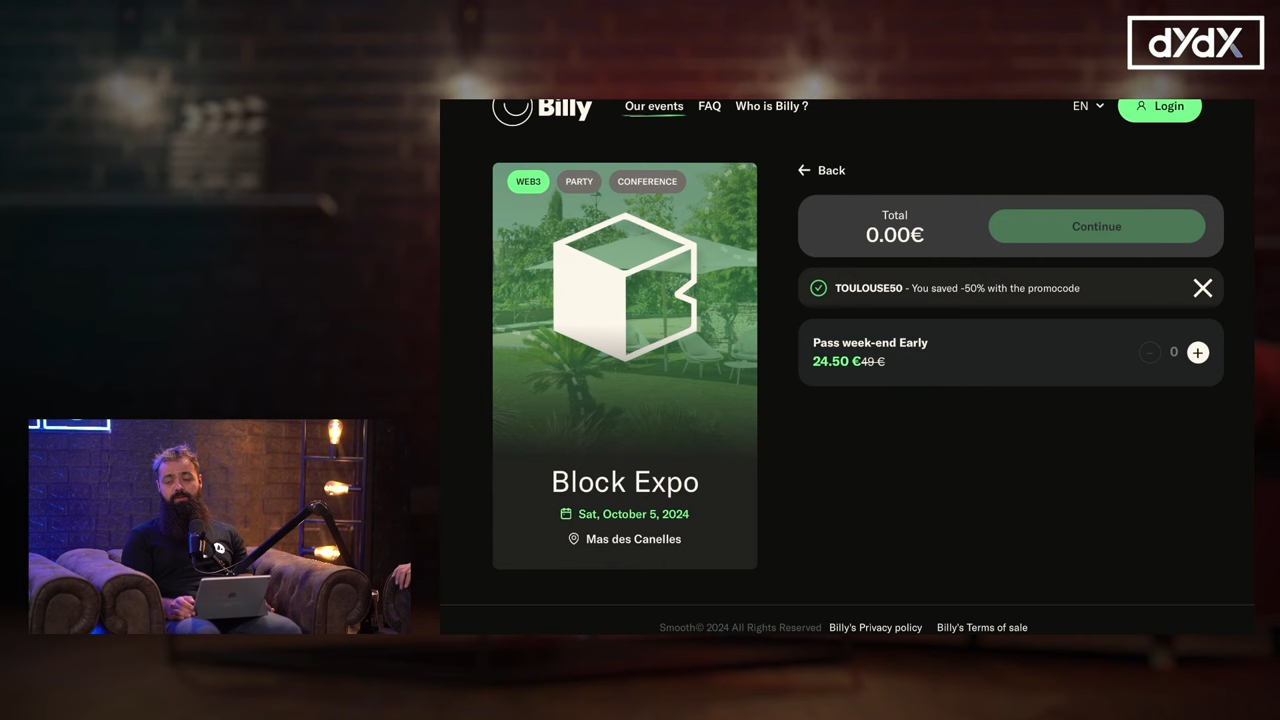 dYdX
Billy
Our events
FAQ
Who is Billy ?
EN
Login
WEB3
PARTY
CONFERENCE
Block Expo
Sat, October 5, 2024
Mas des Canelles
Back
Total
0.00€
Continue
TOULOUSE50 - You saved -50% with the promocode
Pass week-end Early
24.50 €49 €
0
Smooth© 2024 All Rights Reserved Billy's Privacy policy Billy's Terms of sale